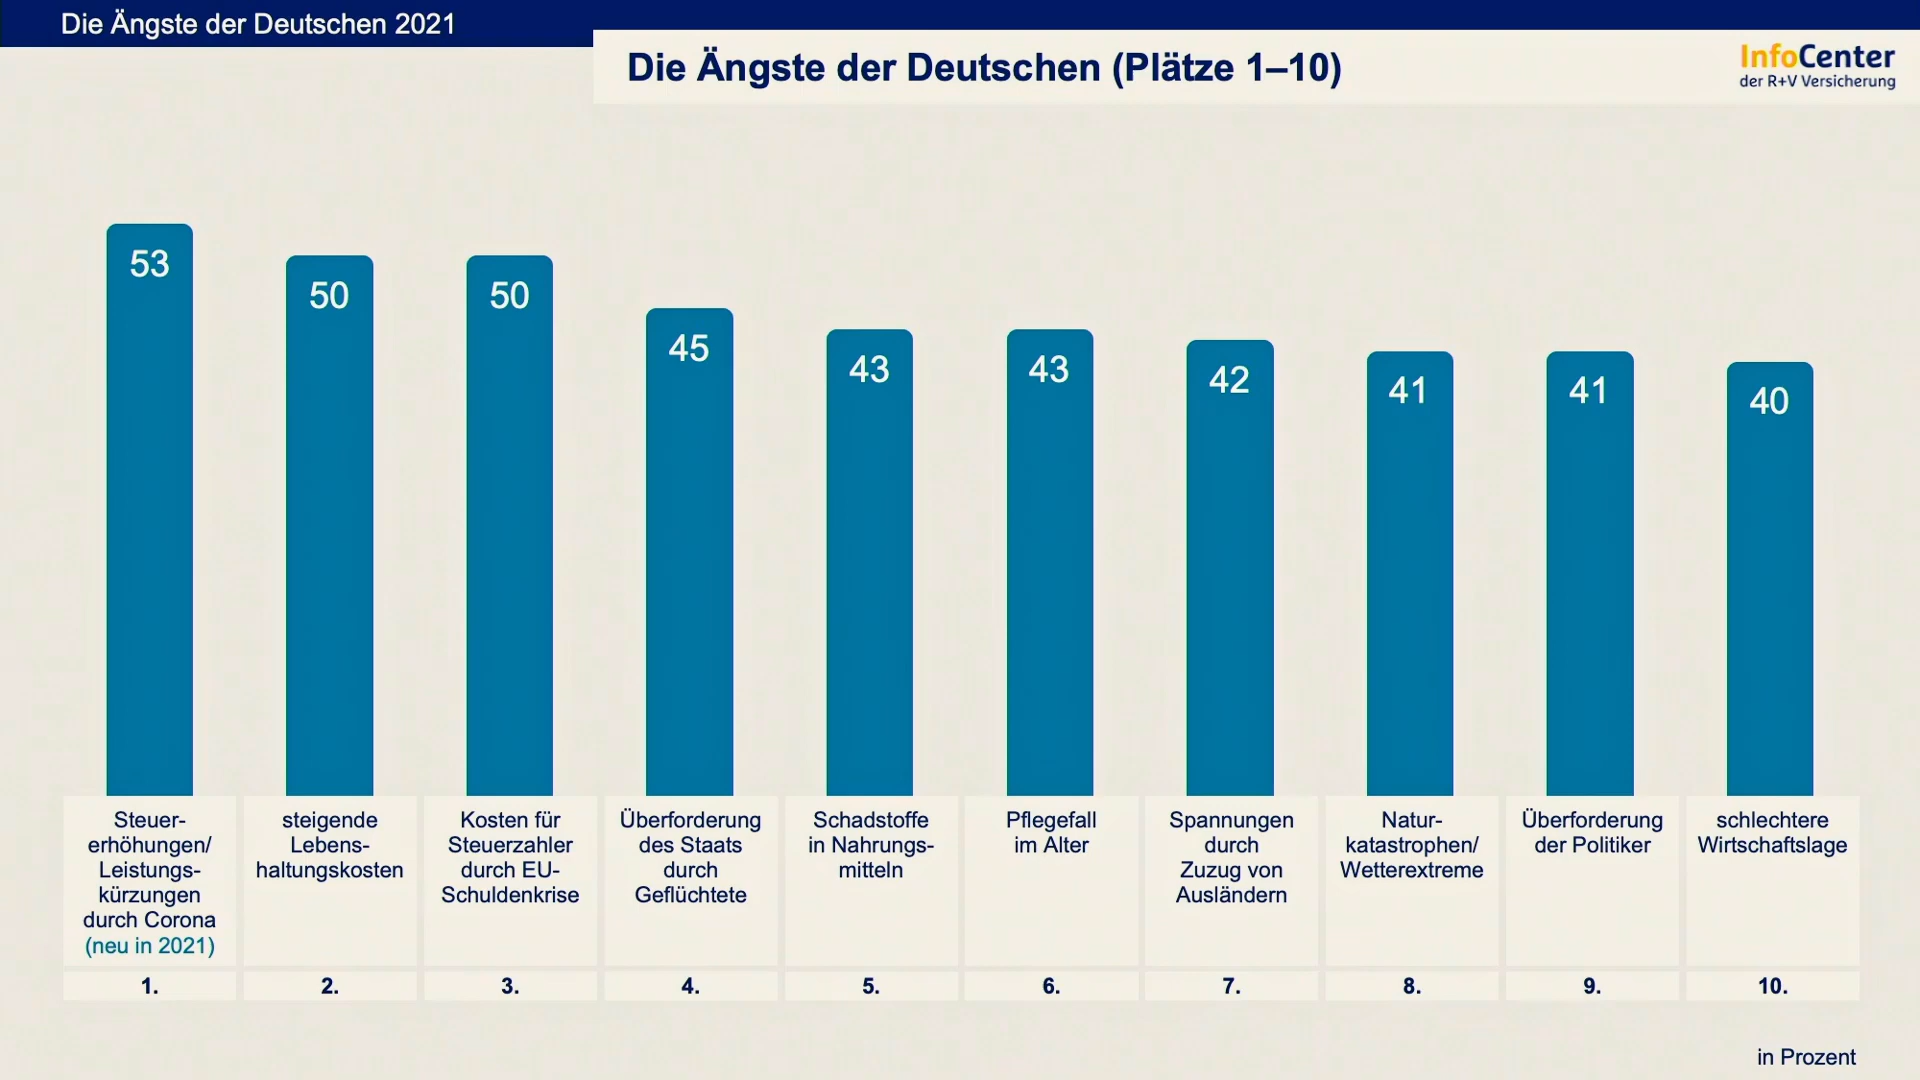 Die Ängste der Deutschen 2021
Die Ängste der Deutschen (Plätze 1–10)
InfoCenter
der R+V Versicherung
53
50
50
45
43
43
42
41
41
40
Steuer-
erhöhungen/
Leistungs-
kürzungen
durch Corona
(neu in 2021)
steigende
Lebens-
haltungskosten
Kosten für
Steuerzahler
durch EU-
Schuldenkrise
Überforderung
des Staats
durch
Geflüchtete
Schadstoffe
in Nahrungs-
mitteln
Pflegefall
im Alter
Spannungen
durch
Zuzug von
Ausländern
Natur-
katastrophen/
Wetterextreme
Überforderung
der Politiker
schlechtere
Wirtschaftslage
1.
2.
3.
4.
5.
6.
7.
8.
9.
10.
in Prozent